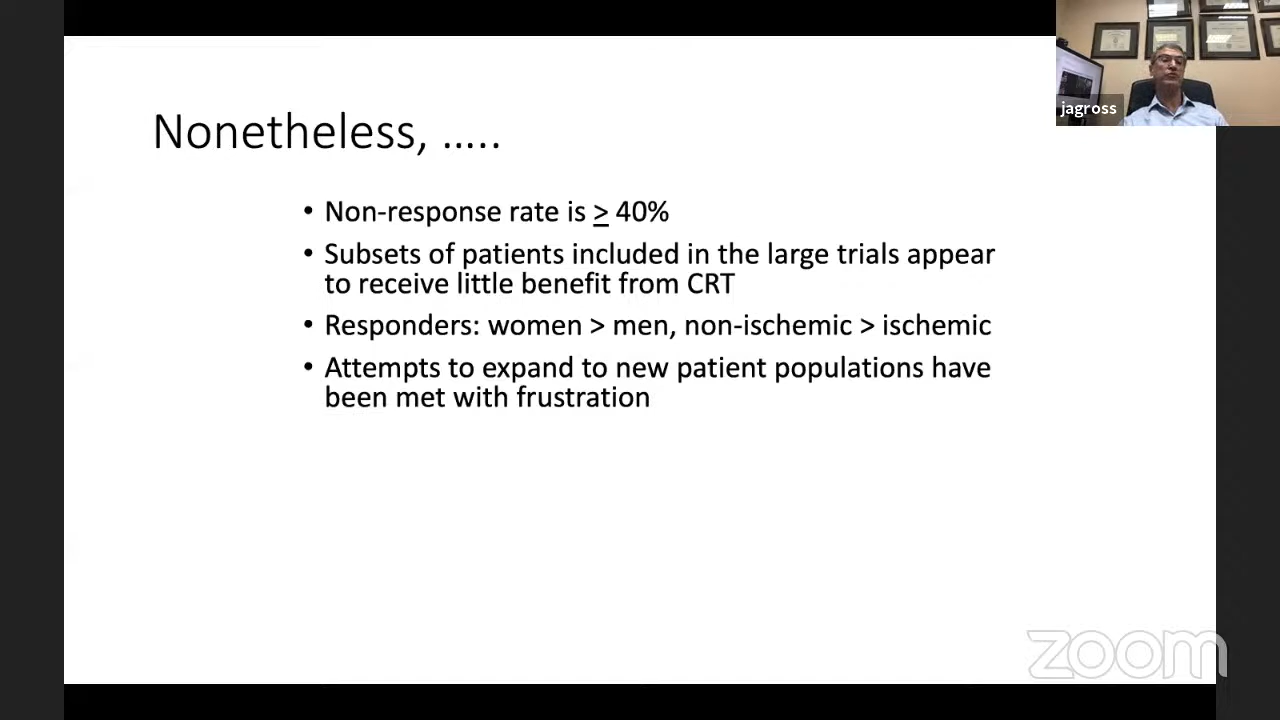 jagross
Nonetheless, .....
• Non-response rate is ≥ 40%
• Subsets of patients included in the large trials appear
to receive little benefit from CRT
• Responders: women > men, non-ischemic > ischemic
• Attempts to expand to new patient populations have
been met with frustration
zoom